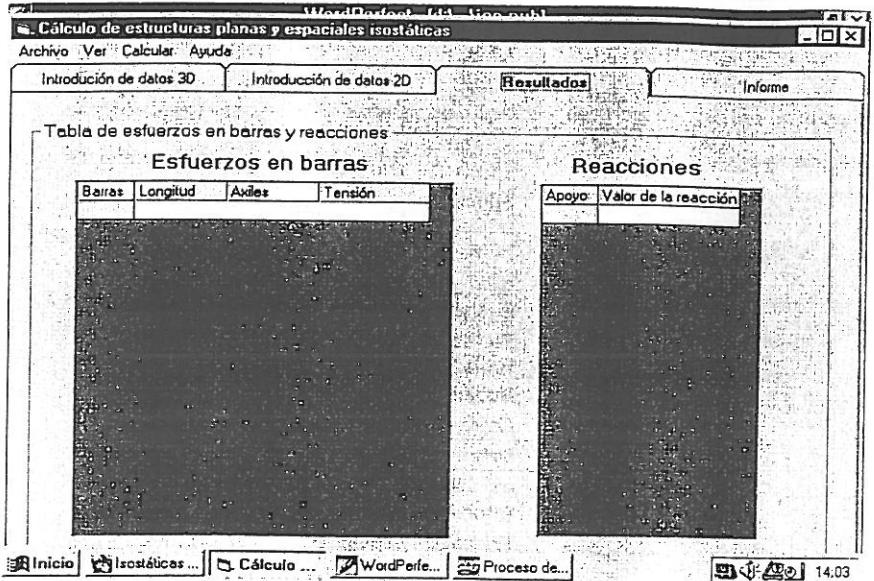 Cálculo de estructuras planas y espaciales isostáticas
Archivo Ver Calcular Ayuda
Introdución de datos 3D Introducción de datos 2D Resultados Informe
Tabla de esfuerzos en barras y reacciones
Esfuerzos en barras Reacciones
Barras Longitud Axiles Tensión Apoyo Valor de la reacción
Inicio Isostáticas ... Cálculo ... WordPerfe... Proceso de... 14:03